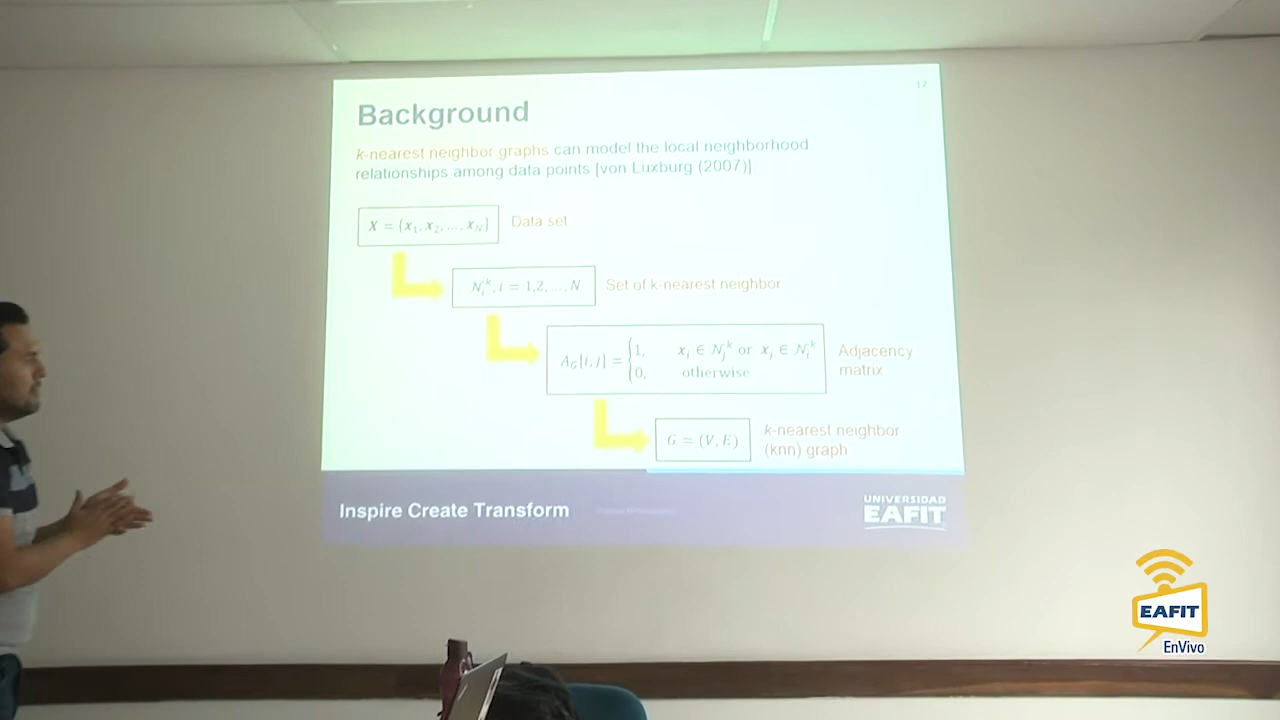 17
Background
k-nearest neighbor graphs can model the local neighborhood
relationships among data points [von Luxburg (2007)]
X = {x₁, x₂, ..., x_N} Data set
N_i^k, i = 1,2, ..., N Set of k-nearest neighbor
A_G[i, j] = {1, x_i ∈ N_j^k or x_j ∈ N_i^k
0, otherwise
Adjacency
matrix
G = (V, E)
k-nearest neighbor
(knn) graph
Inspire Create Transform
UNIVERSIDAD
EAFIT
EAFIT
EnVivo